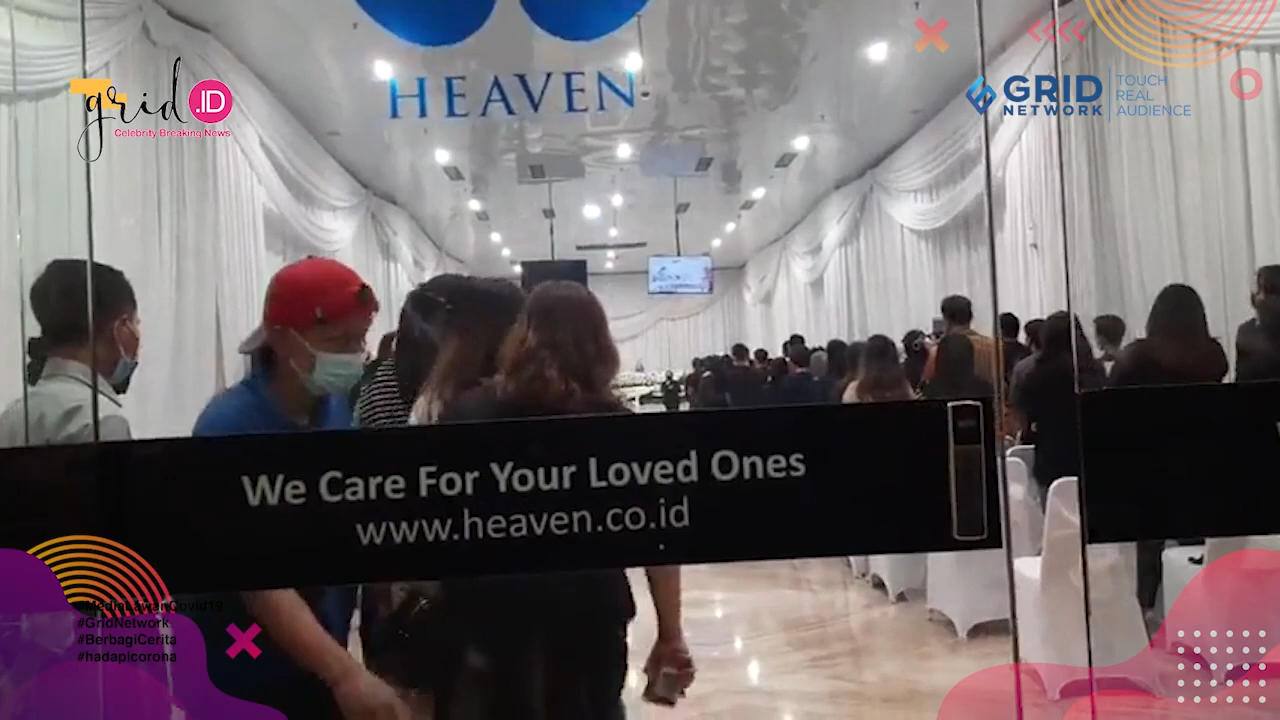 HEAVEN
grid .ID
Celebrity Breaking News
GRID
NETWORK
TOUCH
REAL
AUDIENCE
We Care For Your Loved Ones
www.heaven.co.id
#MediaLawanCovid19
#GridNetwork
#BerbagiCerita
#hadapicorona